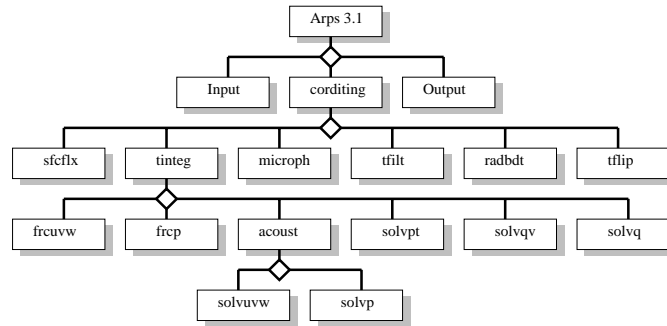 Arps 3.1
Input corditing Output
sfcflx tinteg microph tfilt radbdt tflip
frcuvw frcp acoust solvpt solvqv solvq
solvuvw solvp